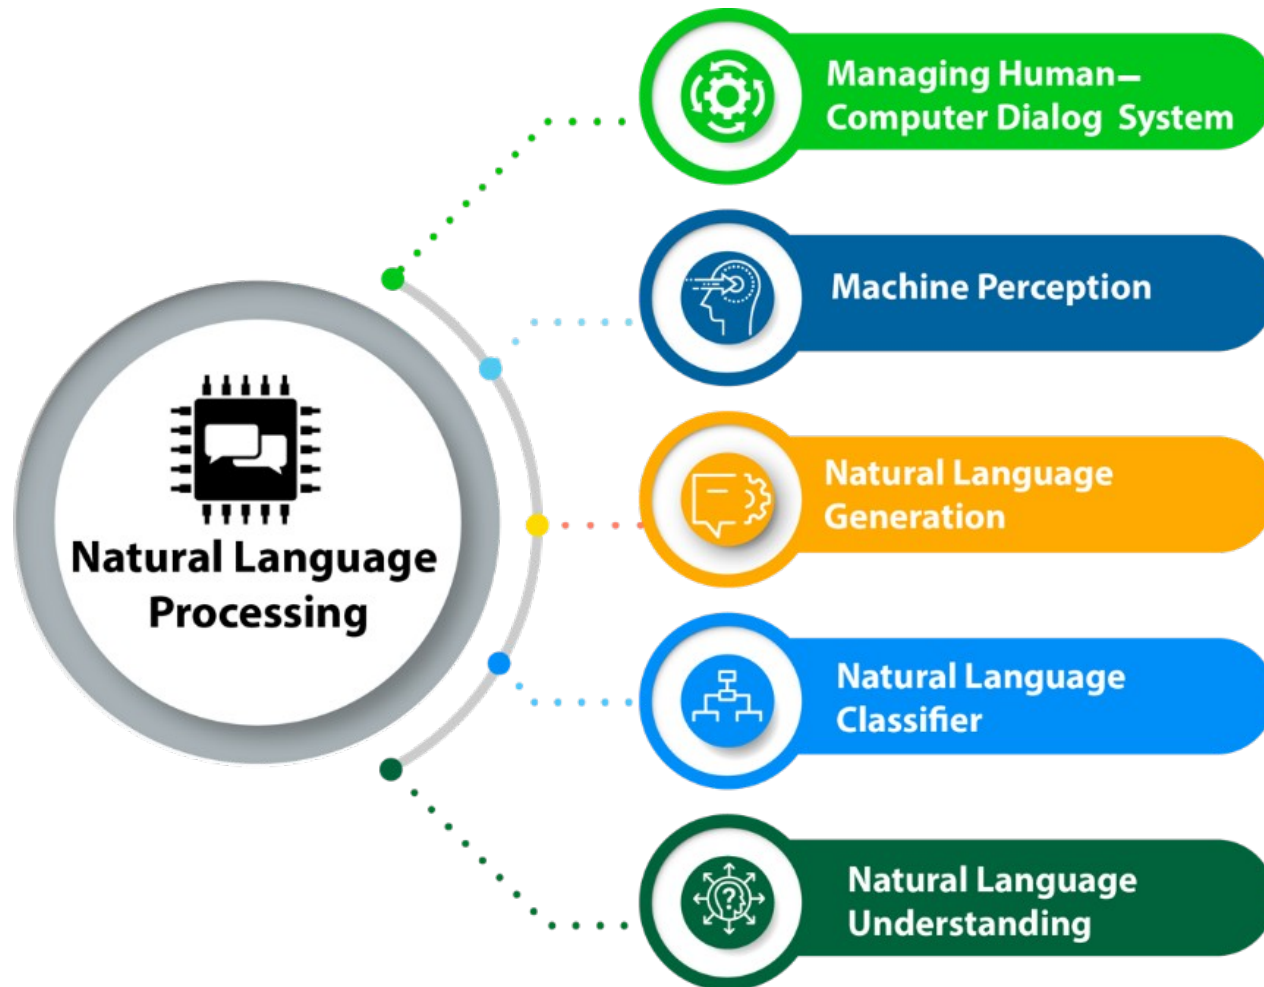 Natural Language
Processing
Managing Human–
Computer Dialog System
Machine Perception
Natural Language
Generation
Natural Language
Classifier
Natural Language
Understanding